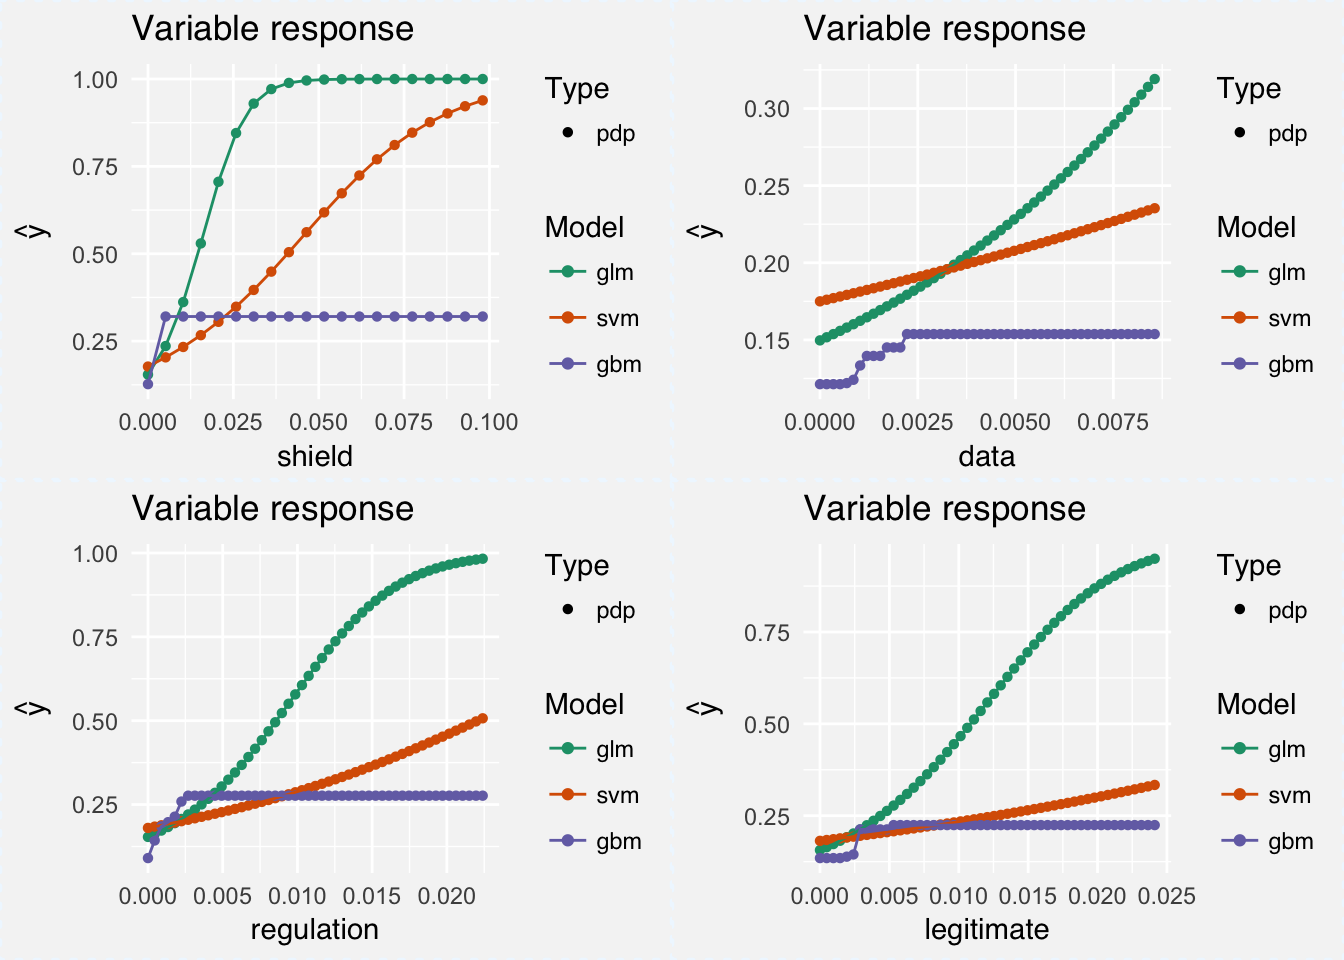 Variable response
1.00
0.75
0.50
0.25
ŷ
0.000 0.025 0.050 0.075 0.100
shield
Type
pdp
Model
glm
svm
gbm
Variable response
0.30
0.25
0.20
0.15
ŷ
0.0000 0.0025 0.0050 0.0075
data
Type
pdp
Model
glm
svm
gbm
Variable response
1.00
0.75
0.50
0.25
ŷ
0.000 0.005 0.010 0.015 0.020
regulation
Type
pdp
Model
glm
svm
gbm
Variable response
0.75
0.50
0.25
ŷ
0.000 0.005 0.010 0.015 0.020 0.025
legitimate
Type
pdp
Model
glm
svm
gbm